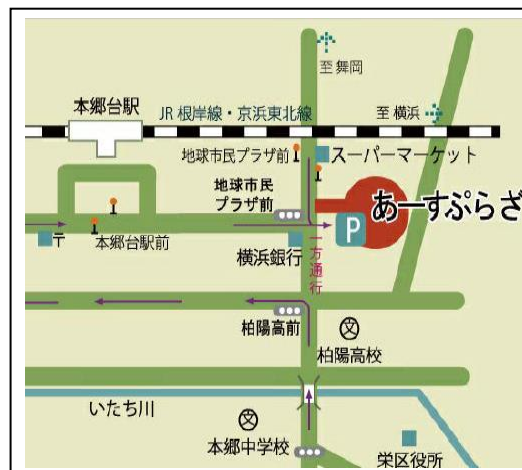 至 舞岡
本郷台駅
JR 根岸線・京浜東北線
至 横浜
地球市民プラザ前
スーパーマーケット
地球市民
プラザ前
あーすぷらざ
P
〒
本郷台駅前
横浜銀行
一方通行
柏陽高前
文
柏陽高校
いたち川
文
本郷中学校
栄区役所